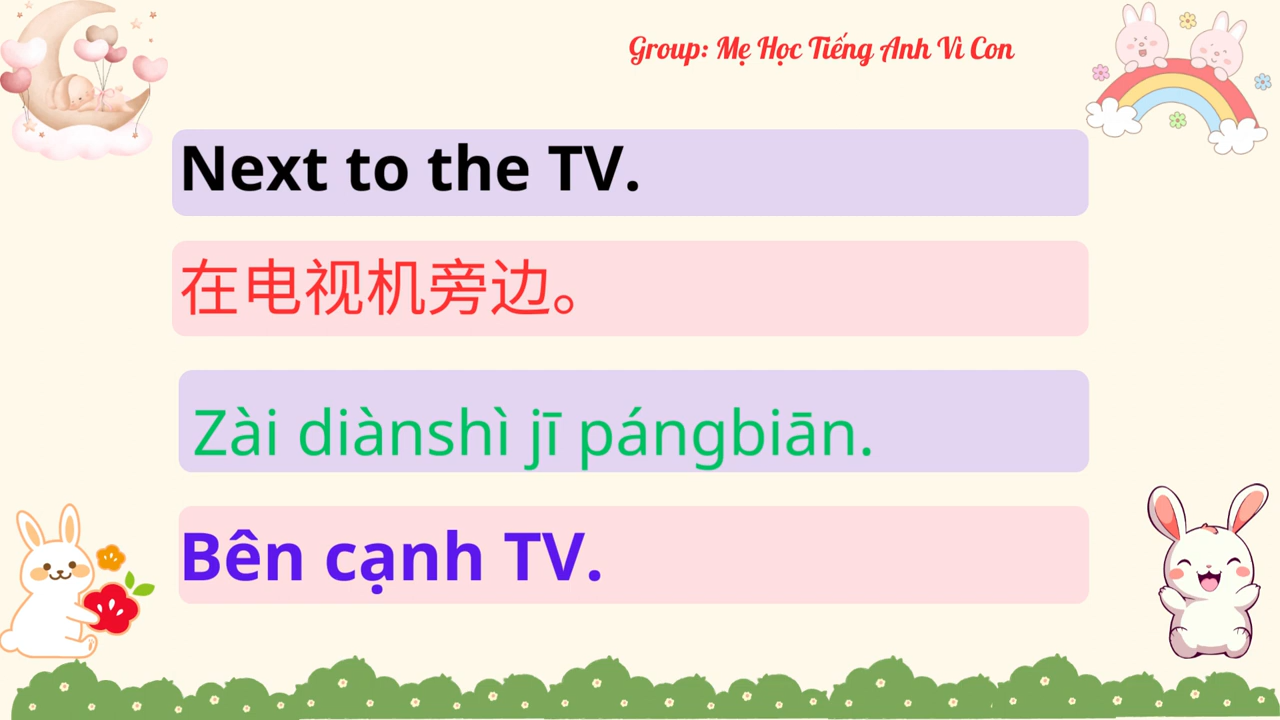 Group: Mẹ Học Tiếng Anh Vì Con
Next to the TV.
在电视机旁边。
Zài diànshì jī pángbiān.
Bên cạnh TV.